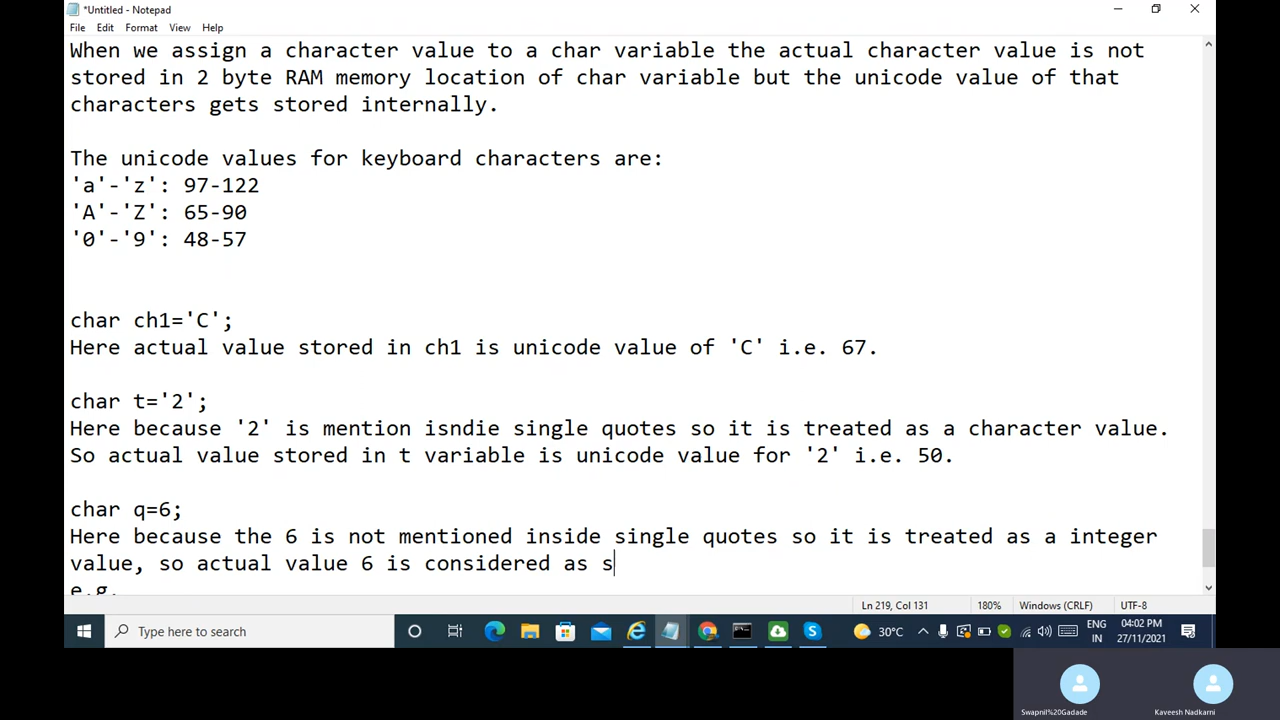 *Untitled - Notepad
File Edit Format View Help
When we assign a character value to a char variable the actual character value is not
stored in 2 byte RAM memory location of char variable but the unicode value of that
characters gets stored internally.
The unicode values for keyboard characters are:
'a'-'z': 97-122
'A'-'Z': 65-90
'0'-'9': 48-57
char ch1='C';
Here actual value stored in ch1 is unicode value of 'C' i.e. 67.
char t='2';
Here because '2' is mention isndie single quotes so it is treated as a character value.
So actual value stored in t variable is unicode value for '2' i.e. 50.
char q=6;
Here because the 6 is not mentioned inside single quotes so it is treated as a integer
value, so actual value 6 is considered as s
e.g.
Ln 219, Col 131 180% Windows (CRLF) UTF-8
Type here to search 30°C ENG 04:02 PM
IN 27/11/2021
Swapnil%20Gadade Kaveesh Nadkarni